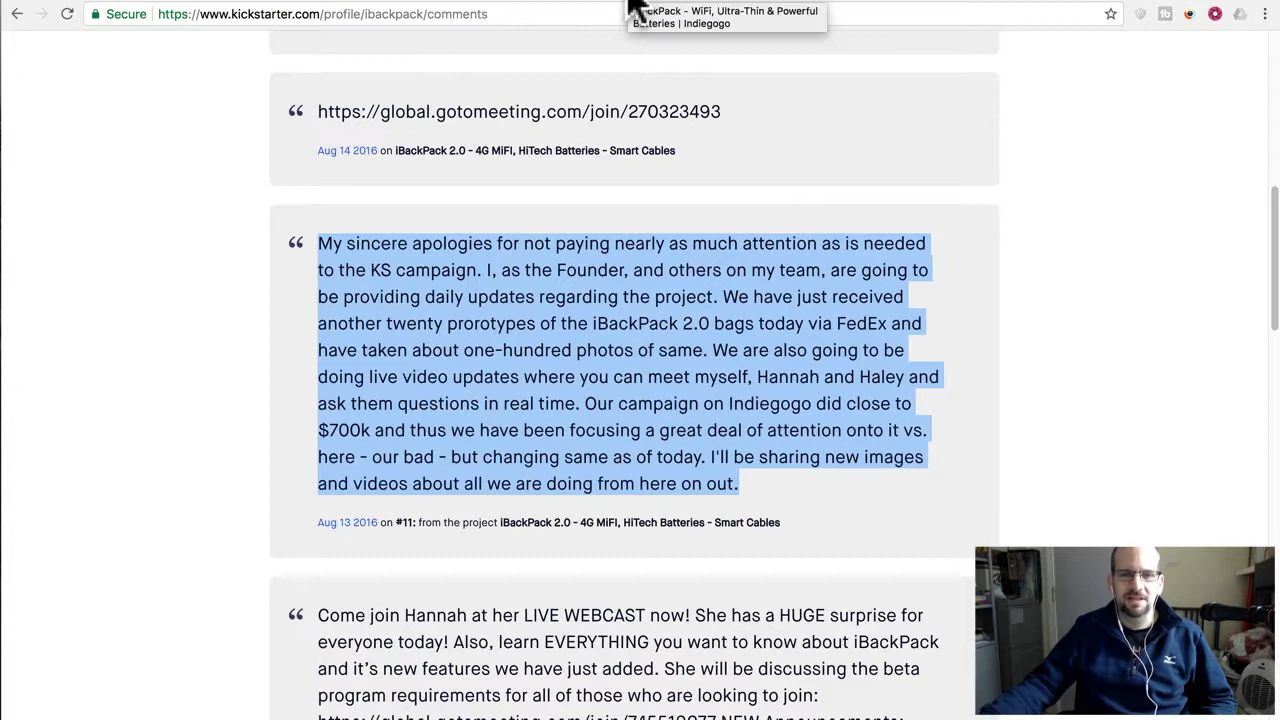 Secure https://www.kickstarter.com/profile/ibackpack/comments
ckPack - WiFi, Ultra-Thin & Powerful
Batteries | Indiegogo
“ https://global.gotomeeting.com/join/270323493
Aug 14 2016 on iBackPack 2.0 - 4G MiFI, HiTech Batteries - Smart Cables
“ My sincere apologies for not paying nearly as much attention as is needed
to the KS campaign. I, as the Founder, and others on my team, are going to
be providing daily updates regarding the project. We have just received
another twenty prorotypes of the iBackPack 2.0 bags today via FedEx and
have taken about one-hundred photos of same. We are also going to be
doing live video updates where you can meet myself, Hannah and Haley and
ask them questions in real time. Our campaign on Indiegogo did close to
$700k and thus we have been focusing a great deal of attention onto it vs.
here - our bad - but changing same as of today. I'll be sharing new images
and videos about all we are doing from here on out.
Aug 13 2016 on #11: from the project iBackPack 2.0 - 4G MiFI, HiTech Batteries - Smart Cables
“ Come join Hannah at her LIVE WEBCAST now! She has a HUGE surprise for
everyone today! Also, learn EVERYTHING you want to know about iBackPack
and it’s new features we have just added. She will be discussing the beta
program requirements for all of those who are looking to join: